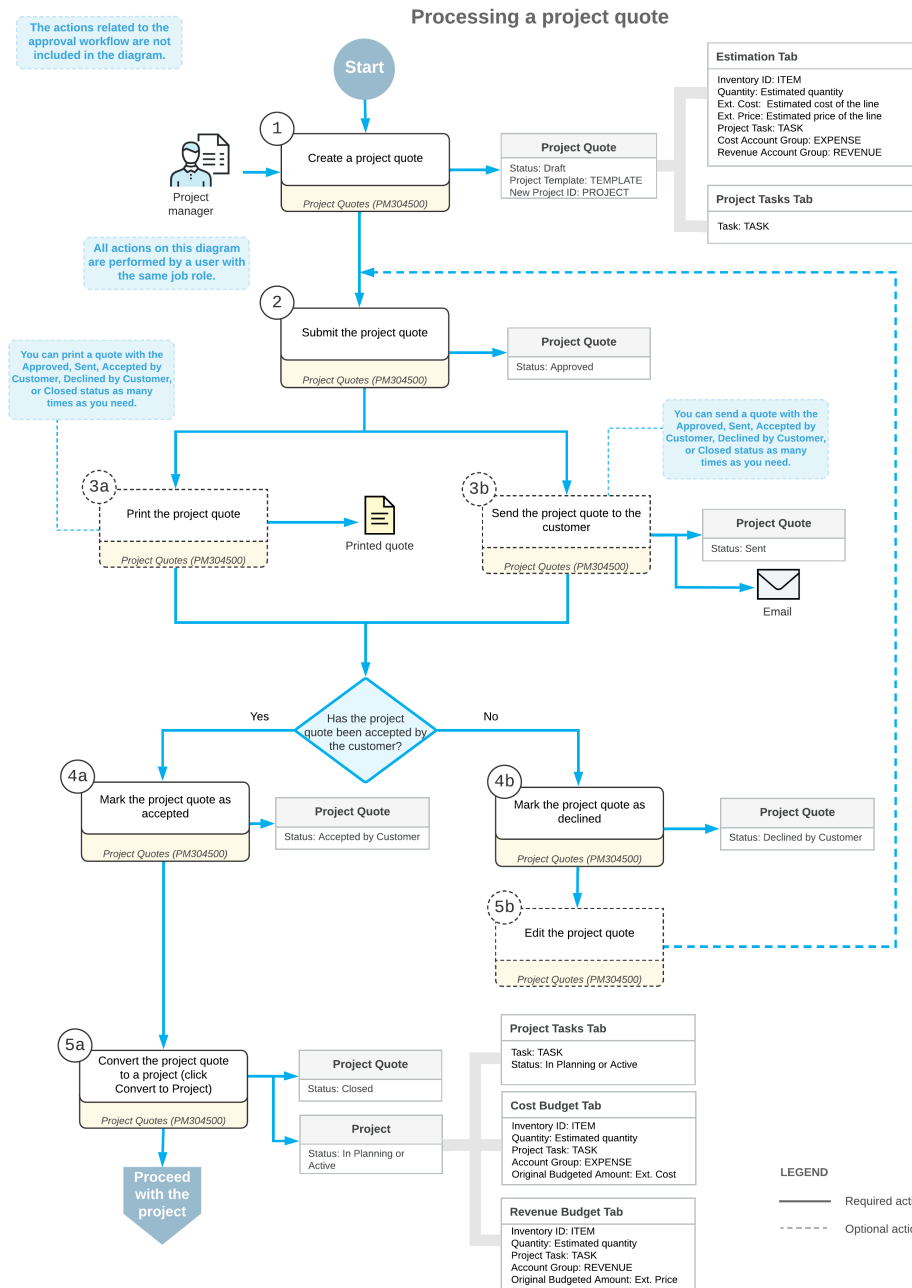 Processing a project quote
The actions related to the
approval workflow are not
included in the diagram.
Start
1
Create a project quote
Project Quotes (PM304500)
Project
manager
Project Quote
Status: Draft
Project Template: TEMPLATE
New Project ID: PROJECT
Estimation Tab
Inventory ID: ITEM
Quantity: Estimated quantity
Ext. Cost:  Estimated cost of the line
Ext. Price: Estimated price of the line
Project Task: TASK
Cost Account Group: EXPENSE
Revenue Account Group: REVENUE
Project Tasks Tab
Task: TASK
All actions on this diagram
are performed by a user with
the same job role.
2
Submit the project quote
Project Quotes (PM304500)
Project Quote
Status: Approved
You can print a quote with the
Approved, Sent, Accepted by
Customer, Declined by Customer,
or Closed status as many
times as you need.
You can send a quote with the
Approved, Sent, Accepted by
Customer, Declined by Customer,
or Closed status as many
times as you need.
3a
Print the project quote
Project Quotes (PM304500)
Printed quote
3b
Send the project quote to the
customer
Project Quotes (PM304500)
Project Quote
Status: Sent
Email
Has the project
quote been accepted by
the customer?
Yes
No
4a
Mark the project quote as
accepted
Project Quotes (PM304500)
Project Quote
Status: Accepted by Customer
4b
Mark the project quote as
declined
Project Quotes (PM304500)
Project Quote
Status: Declined by Customer
5b
Edit the project quote
Project Quotes (PM304500)
5a
Convert the project quote
to a project (click
Convert to Project)
Project Quotes (PM304500)
Project Quote
Status: Closed
Project
Status: In Planning or
Active
Project Tasks Tab
Task: TASK
Status: In Planning or Active
Cost Budget Tab
Inventory ID: ITEM
Quantity: Estimated quantity
Project Task: TASK
Account Group: EXPENSE
Original Budgeted Amount: Ext. Cost
Revenue Budget Tab
Inventory ID: ITEM
Quantity: Estimated quantity
Project Task: TASK
Account Group: REVENUE
Original Budgeted Amount: Ext. Price
Proceed
with the
project
LEGEND
Required acti
Optional actio